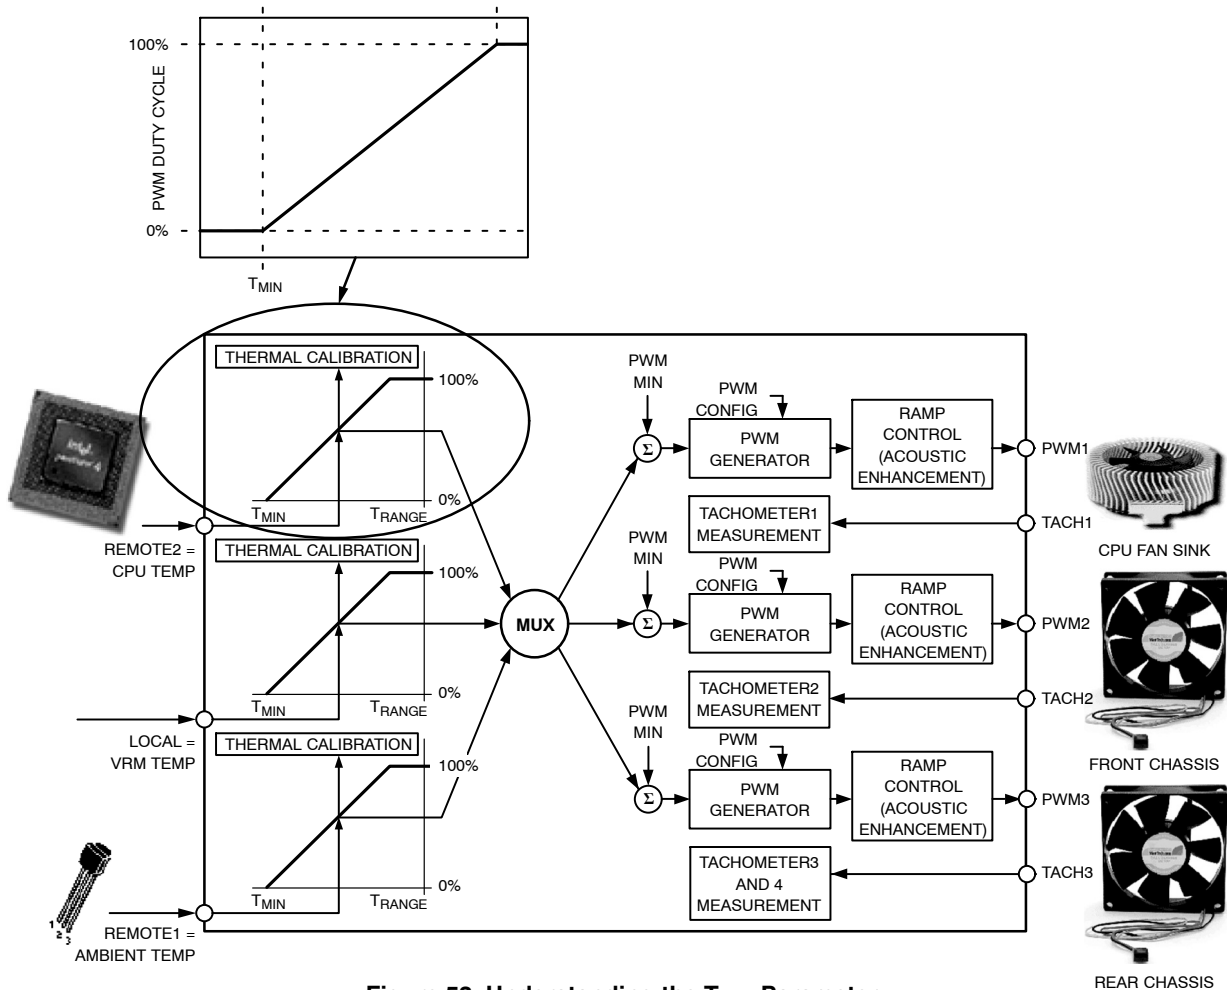 100%
PWM DUTY CYCLE
0%
TMIN
THERMAL CALIBRATION
100%
0%
TMIN
TRANGE
REMOTE2 =
CPU TEMP
THERMAL CALIBRATION
100%
0%
TMIN
TRANGE
LOCAL =
VRM TEMP
THERMAL CALIBRATION
100%
0%
TMIN
TRANGE
REMOTE1 =
AMBIENT TEMP
1
2
3
MUX
PWM
MIN
Σ
PWM
CONFIG
PWM
GENERATOR
RAMP
CONTROL
(ACOUSTIC
ENHANCEMENT)
PWM1
TACHOMETER1
MEASUREMENT
TACH1
CPU FAN SINK
PWM
MIN
Σ
PWM
CONFIG
PWM
GENERATOR
RAMP
CONTROL
(ACOUSTIC
ENHANCEMENT)
PWM2
TACHOMETER2
MEASUREMENT
TACH2
FRONT CHASSIS
PWM
MIN
Σ
PWM
CONFIG
PWM
GENERATOR
RAMP
CONTROL
(ACOUSTIC
ENHANCEMENT)
PWM3
TACHOMETER3
AND 4
MEASUREMENT
TACH3
REAR CHASSIS